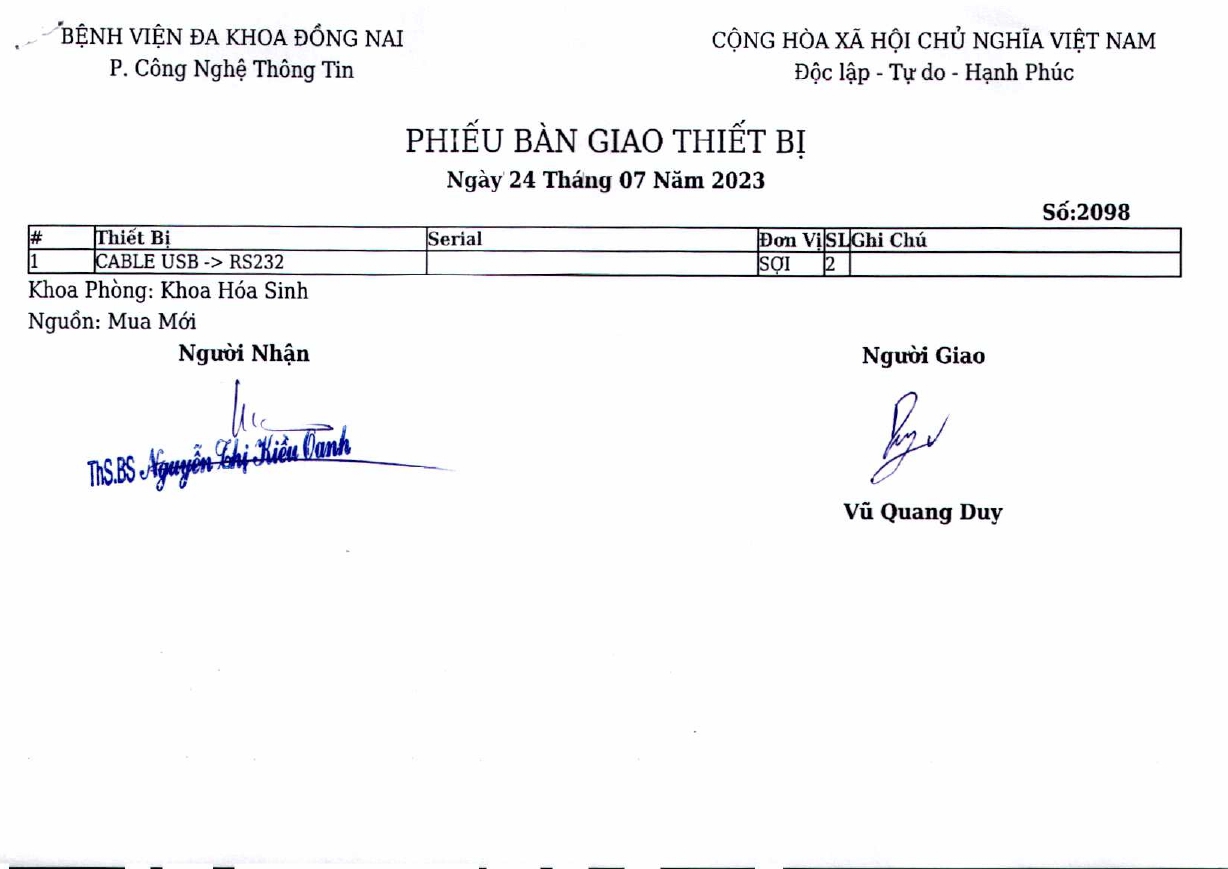 BỆNH VIỆN ĐA KHOA ĐỒNG NAI
P. Công Nghệ Thông Tin
CỘNG HÒA XÃ HỘI CHỦ NGHĨA VIỆT NAM
Độc lập - Tự do - Hạnh Phúc
PHIẾU BÀN GIAO THIẾT BỊ
Ngày 24 Tháng 07 Năm 2023
Số:2098
# Thiết Bị Serial Đơn Vị SL Ghi Chú
1 CABLE USB -> RS232 SỢI 2
Khoa Phòng: Khoa Hóa Sinh
Nguồn: Mua Mới
Người Nhận
Người Giao
ThS.BS Nguyễn Thị Kiều Oanh
Vũ Quang Duy